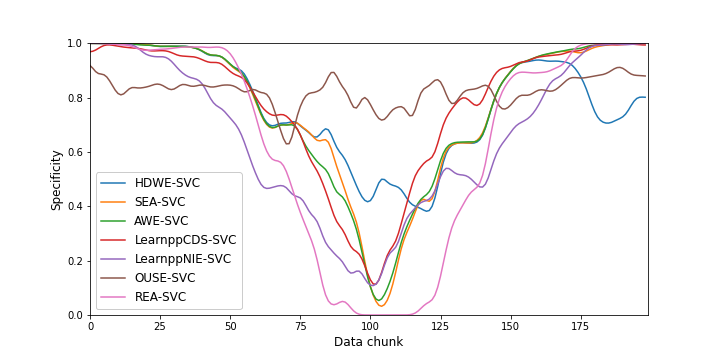 1.0
0.8
0.6
0.4
0.2
0.0
Specificity
HDWE-SVC
SEA-SVC
AWE-SVC
LearnppCDS-SVC
LearnppNIE-SVC
OUSE-SVC
REA-SVC
0 25 50 75 100 125 150 175
Data chunk